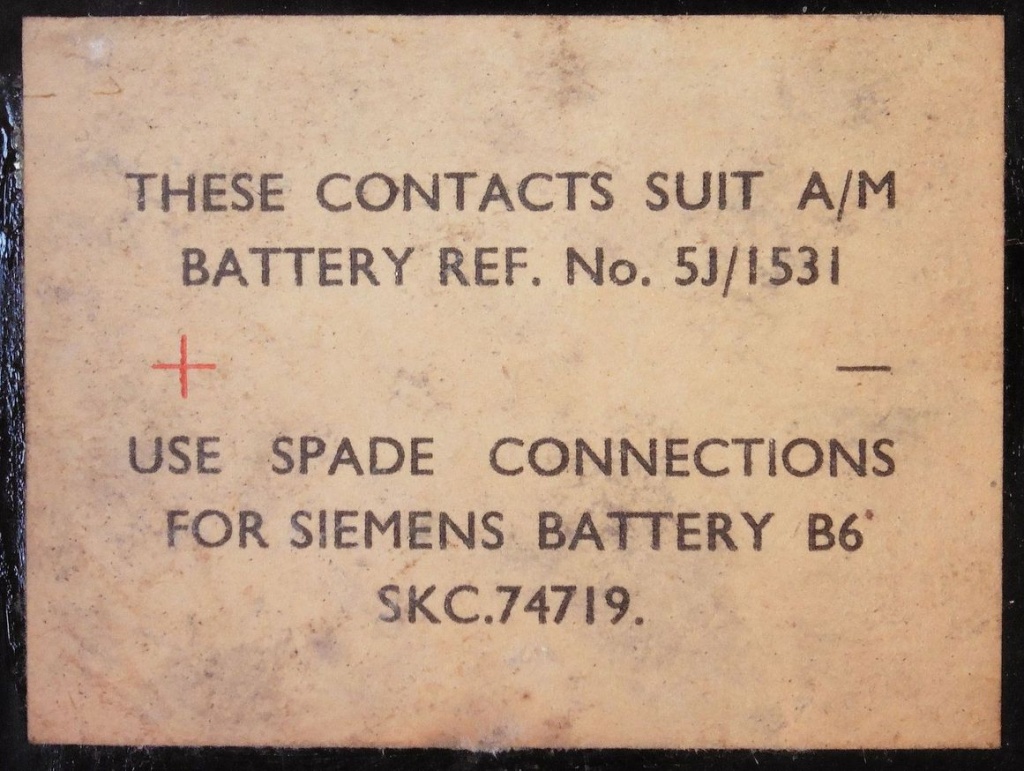 THESE CONTACTS SUIT A/M
BATTERY REF. No. 5J/1531
+ —
USE SPADE CONNECTIONS
FOR SIEMENS BATTERY B6
SKC.74719.